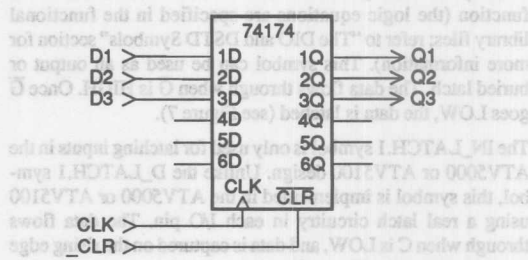 74174
D1 1D 1Q Q1
D2 2D 2Q Q2
D3 3D 3Q Q3
4D 4Q
5D 5Q
6D 6Q
CLK CLR
CLK
_CLR
function (the logic equations are specified in the functional
library files; refer to "The DIO and DSTD Symbols" section for
more information). This symbol can be used as an output or
buried latch. The data flows through when G is HIGH. Once G
goes LOW, the data is latched (see Figure 7).
The IN_LATCH.1 symbol is only used for latching inputs in the
ATV5000 or ATV5100 design. Unlike the D_LATCH.1 sym-
bol, this symbol is implemented in the ATV5000 or ATV5100
using a real latch circuitry in each I/O pin. The data flows
through when G is LOW, and data is captured on the rising edge